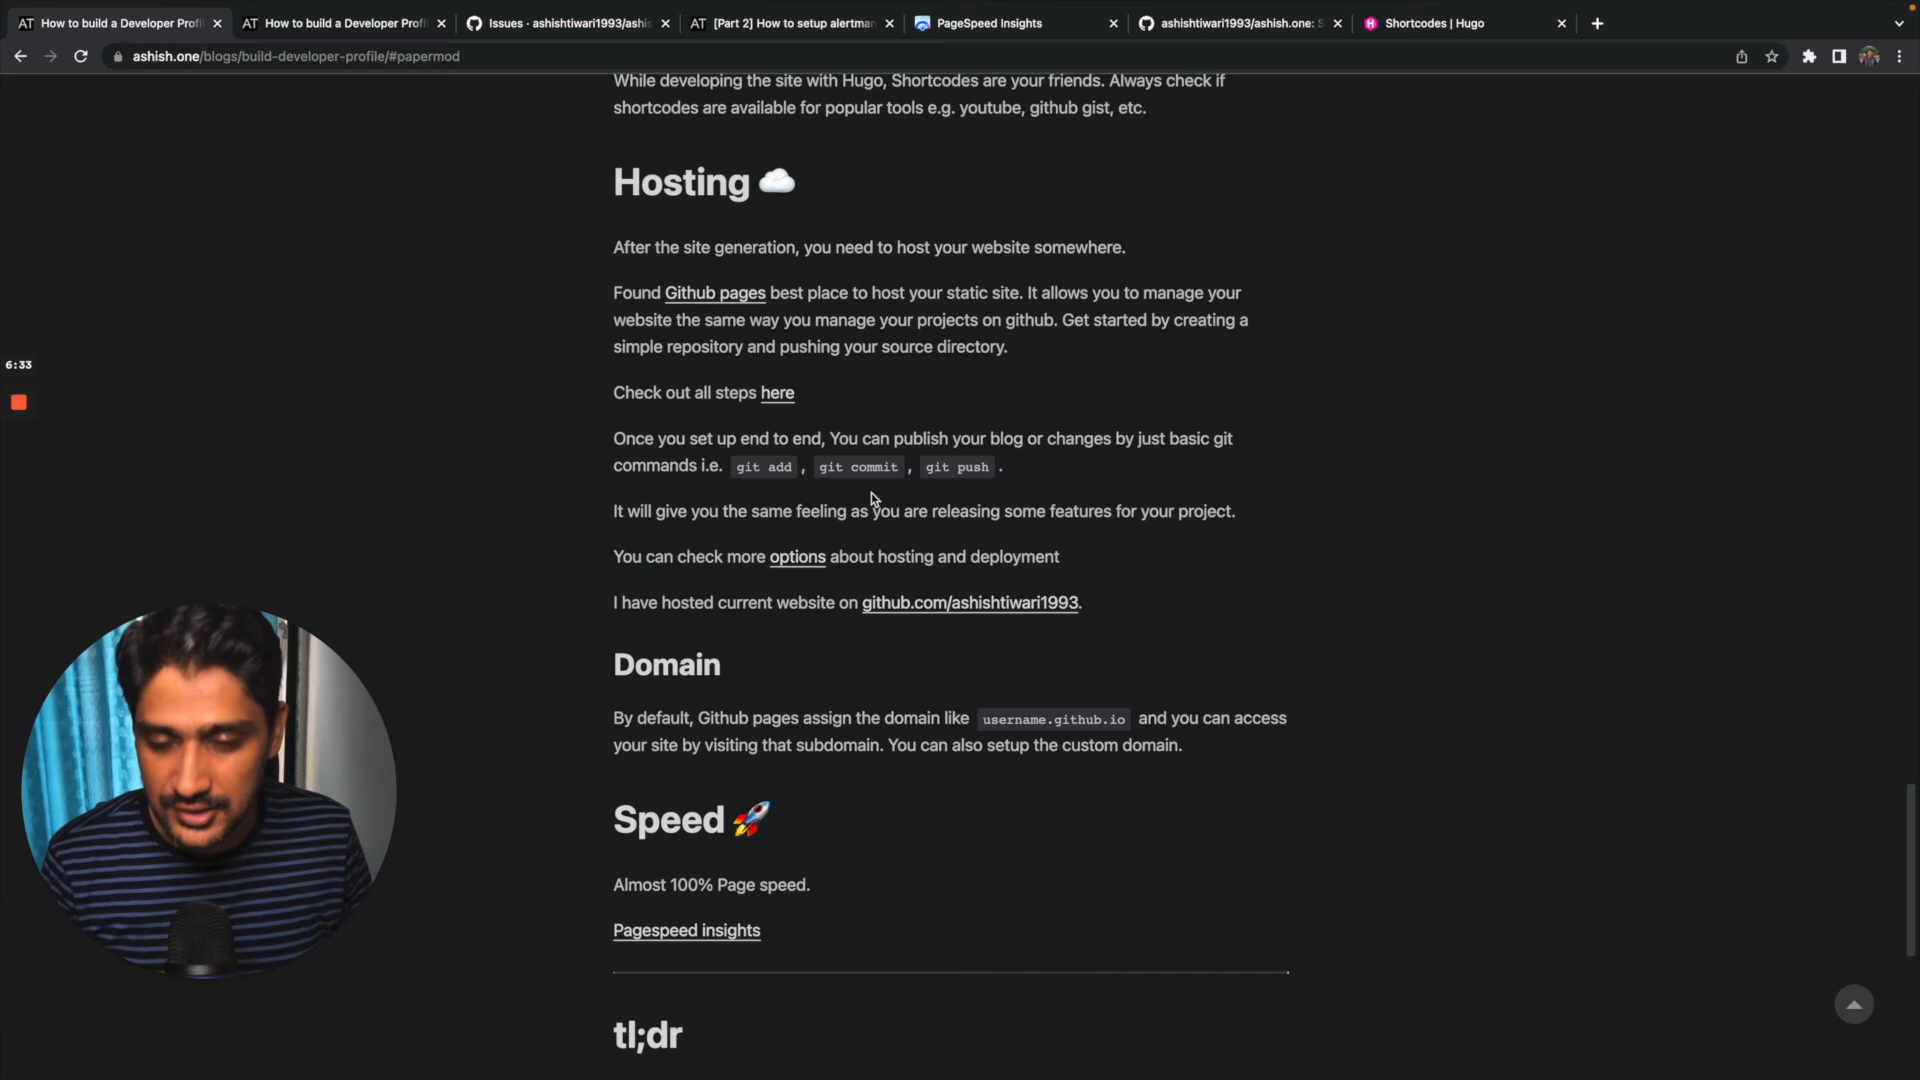 AT How to build a Developer Profi
AT How to build a Developer Profi
Issues · ashishtiwari1993/ashis
AT [Part 2] How to setup alertman
PageSpeed Insights
ashishtiwari1993/ashish.one: S
H Shortcodes | Hugo
ashish.one/blogs/build-developer-profile/#papermod
While developing the site with Hugo, Shortcodes are your friends. Always check if
shortcodes are available for popular tools e.g. youtube, github gist, etc.
Hosting ☁️
After the site generation, you need to host your website somewhere.
Found Github pages best place to host your static site. It allows you to manage your
website the same way you manage your projects on github. Get started by creating a
simple repository and pushing your source directory.
6:33
Check out all steps here
Once you set up end to end, You can publish your blog or changes by just basic git
commands i.e. git add , git commit , git push .
It will give you the same feeling as you are releasing some features for your project.
You can check more options about hosting and deployment
I have hosted current website on github.com/ashishtiwari1993.
Domain
By default, Github pages assign the domain like username.github.io and you can access
your site by visiting that subdomain. You can also setup the custom domain.
Speed 🚀
Almost 100% Page speed.
Pagespeed insights
tl;dr